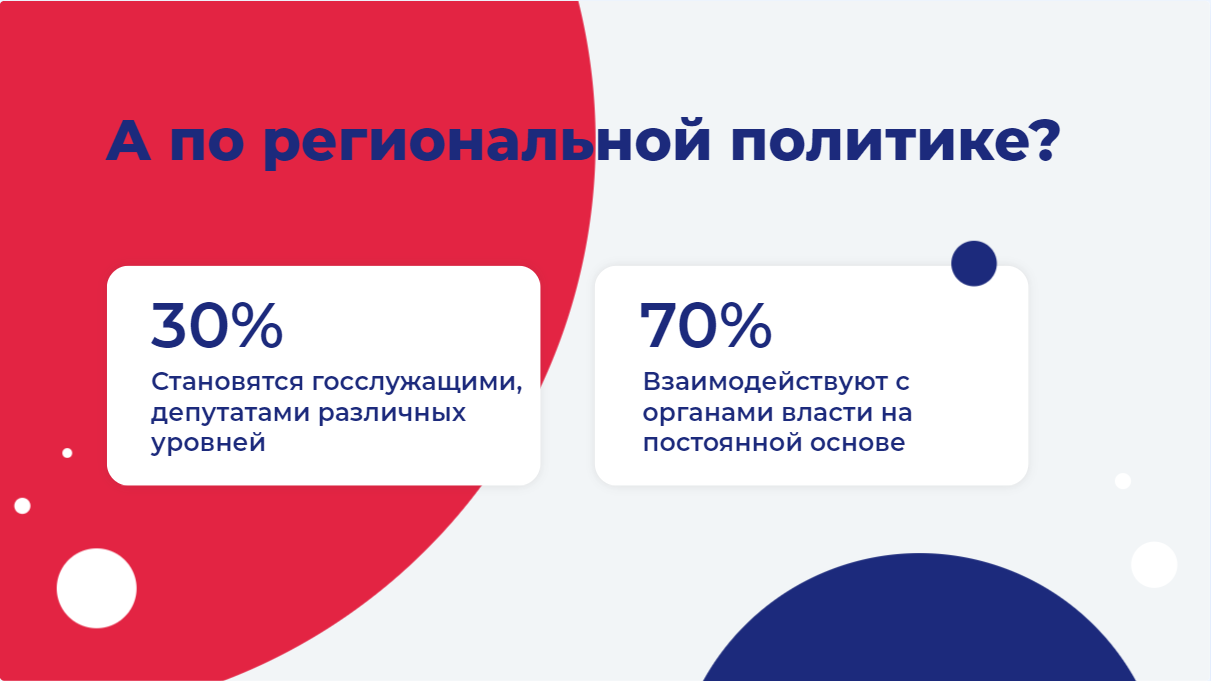 А по региональной политике?
30%
Становятся госслужащими,
депутатами различных
уровней
70%
Взаимодействуют с
органами власти на
постоянной основе